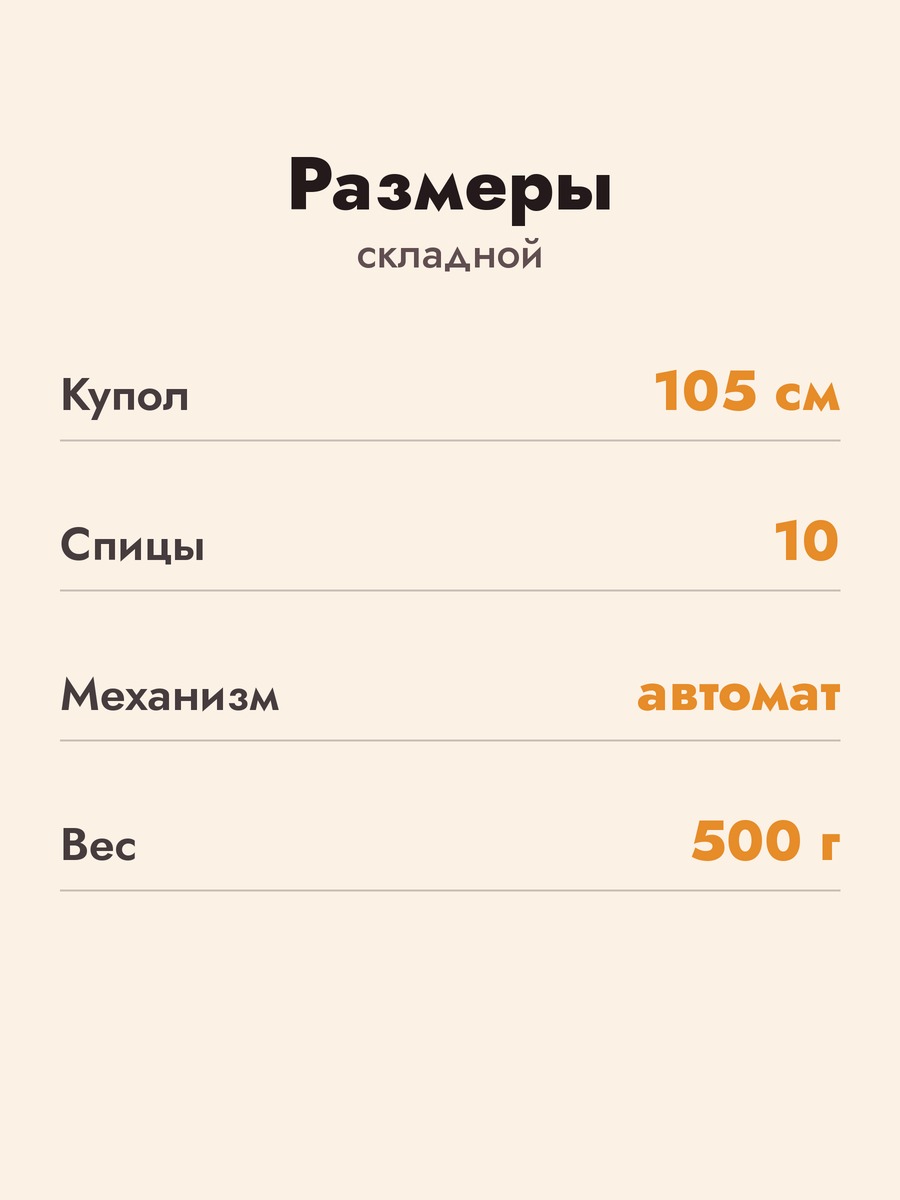 Размеры
складной
Купол 105 см
Спицы 10
Механизм автомат
Вес 500 г